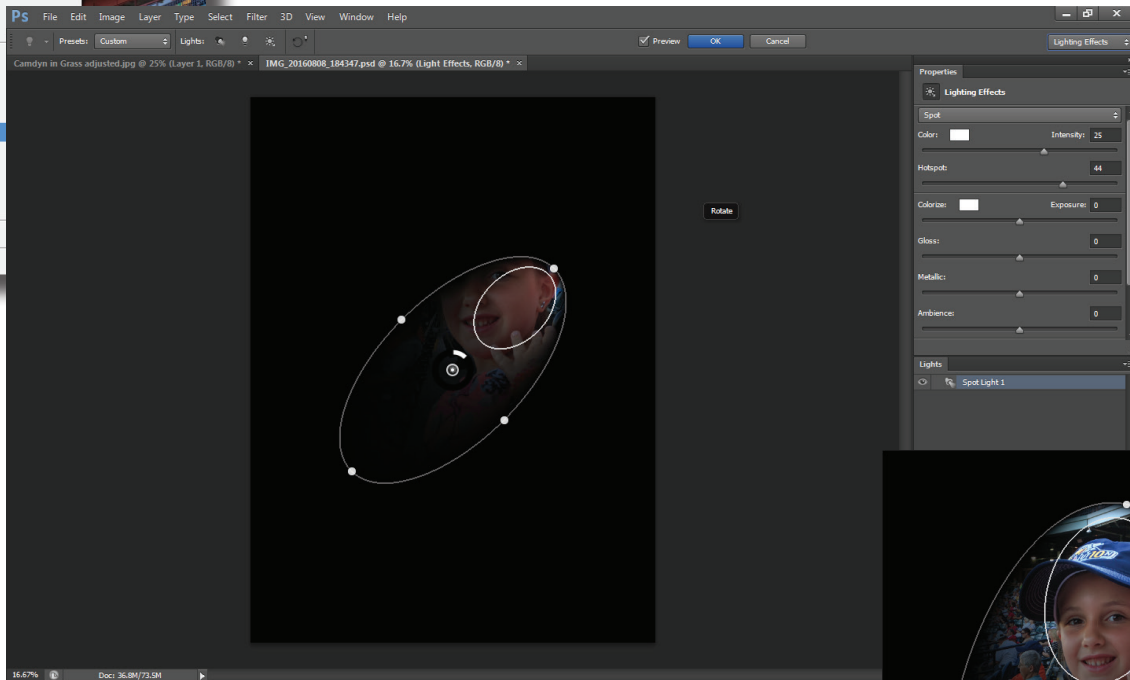 Ps File Edit Image Layer Type Select Filter 3D View Window Help
Presets: Custom Lights: Preview OK Cancel Lighting Effects
Camdyn in Grass adjusted.jpg @ 25% (Layer 1, RGB/8) * × IMG_20160808_184347.psd @ 16.7% (Light Effects, RGB/8) * ×
Properties
Lighting Effects
Spot
Color: Intensity: 25
Hotspot: 44
Colorize: Exposure: 0
Gloss: 0
Metallic: 0
Ambience: 0
Rotate
Lights
Spot Light 1
16.67% Doc: 36.8M/73.5M